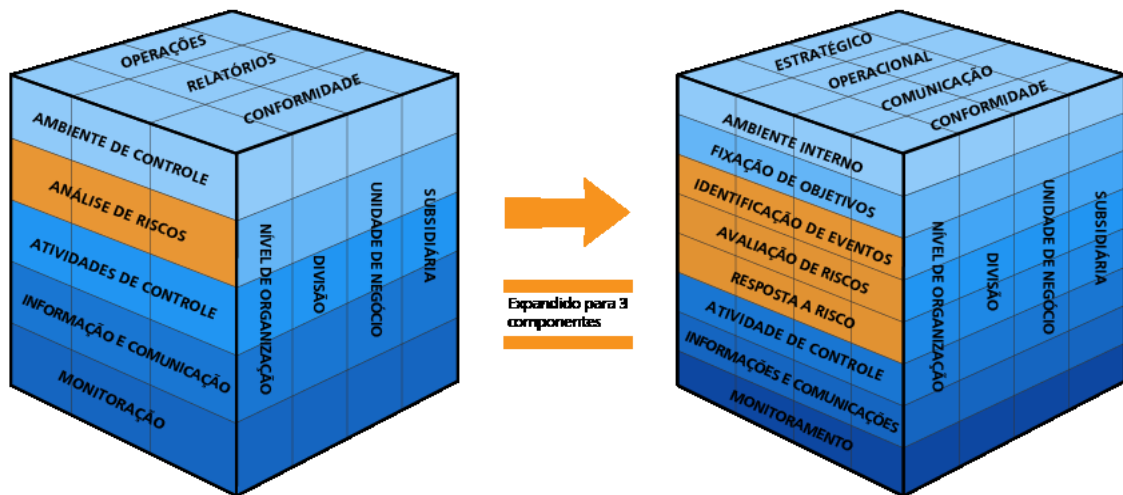 OPERAÇÕES
RELATÓRIOS
CONFORMIDADE
AMBIENTE DE CONTROLE
ANÁLISE DE RISCOS
ATIVIDADES DE CONTROLE
INFORMAÇÃO E COMUNICAÇÃO
MONITORAÇÃO
NÍVEL DE ORGANIZAÇÃO
DIVISÃO
UNIDADE DE NEGÓCIO
SUBSIDIÁRIA
Expandido para 3
componentes
ESTRATÉGICO
OPERACIONAL
COMUNICAÇÃO
CONFORMIDADE
AMBIENTE INTERNO
FIXAÇÃO DE OBJETIVOS
IDENTIFICAÇÃO DE EVENTOS
AVALIAÇÃO DE RISCOS
RESPOSTA A RISCO
ATIVIDADE DE CONTROLE
INFORMAÇÕES E COMUNICAÇÕES
MONITORAMENTO
NÍVEL DE ORGANIZAÇÃO
DIVISÃO
UNIDADE DE NEGÓCIO
SUBSIDIÁRIA